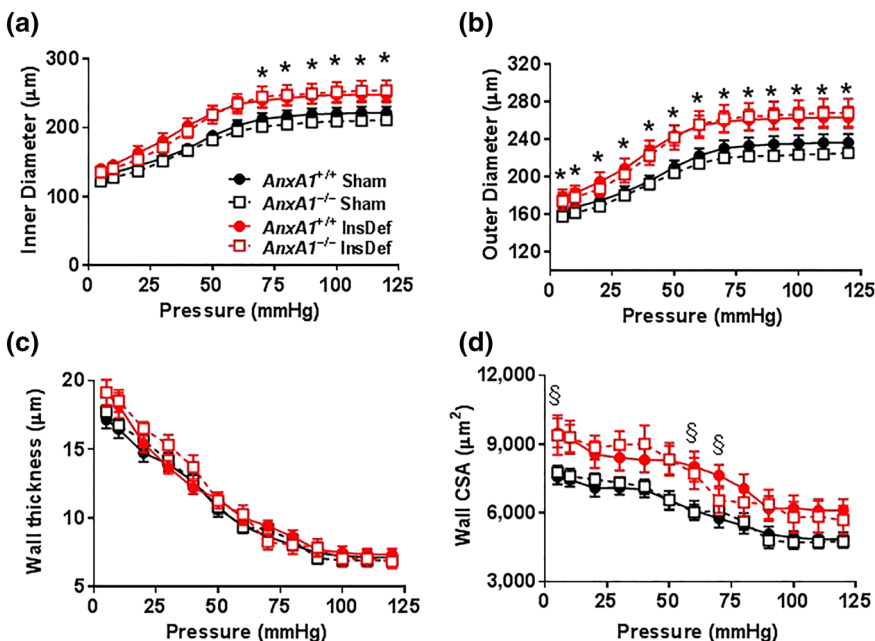 (a)
300
200
100
0
Inner Diameter (µm)
* * * * * *
AnxA1+/+ Sham
AnxA1−/− Sham
AnxA1+/+ InsDef
AnxA1−/− InsDef
0 25 50 75 100 125
Pressure (mmHg)
(b)
280
240
200
160
120
Outer Diameter (µm)
* * * * * * * * * * * * *
0 25 50 75 100 125
Pressure (mmHg)
(c)
20
15
10
5
Wall thickness (µm)
0 25 50 75 100 125
Pressure (mmHg)
(d)
12,000
9,000
6,000
3,000
Wall CSA (µm²)
§ § §
0 25 50 75 100 125
Pressure (mmHg)